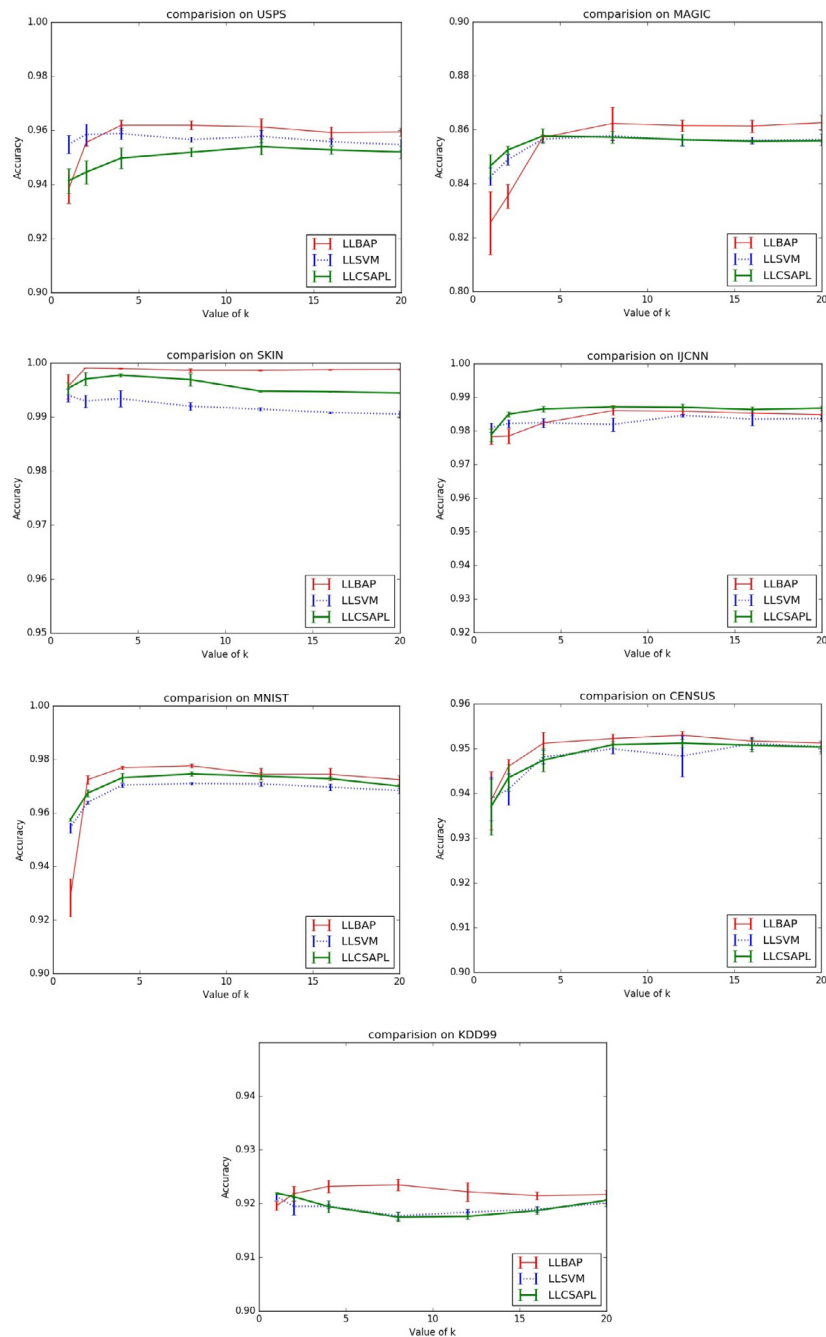 comparision on USPS
1.00
0.98
0.96
0.94
0.92
0.90
Accuracy
0 5 10 15 20
Value of k
LLBAP
LLSVM
LLCSAPL
comparision on MAGIC
0.90
0.88
0.86
0.84
0.82
0.80
Accuracy
0 5 10 15 20
Value of k
LLBAP
LLSVM
LLCSAPL
comparision on SKIN
1.00
0.99
0.98
0.97
0.96
0.95
Accuracy
0 5 10 15 20
Value of k
LLBAP
LLSVM
LLCSAPL
comparision on IJCNN
1.00
0.99
0.98
0.97
0.96
0.95
0.94
0.93
0.92
Accuracy
0 5 10 15 20
Value of k
LLBAP
LLSVM
LLCSAPL
comparision on MNIST
1.00
0.98
0.96
0.94
0.92
0.90
Accuracy
0 5 10 15 20
Value of k
LLBAP
LLSVM
LLCSAPL
comparision on CENSUS
0.96
0.95
0.94
0.93
0.92
0.91
0.90
Accuracy
0 5 10 15 20
Value of k
LLBAP
LLSVM
LLCSAPL
comparision on KDD99
0.94
0.93
0.92
0.91
0.90
Accuracy
0 5 10 15 20
Value of k
LLBAP
LLSVM
LLCSAPL